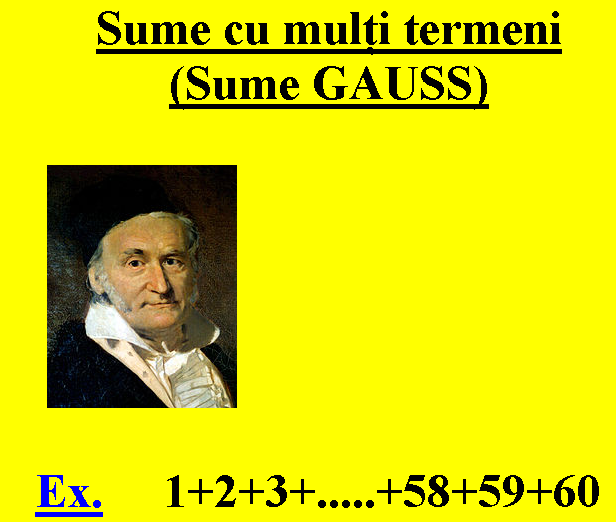 Sume cu mulți termeni
(Sume GAUSS)
Ex. 1+2+3+.....+58+59+60